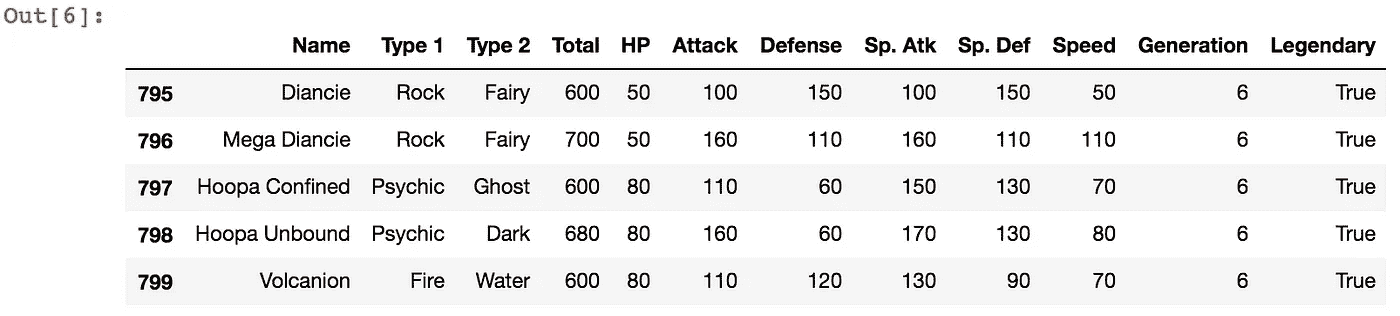 Out[6]:
Name Type 1 Type 2 Total HP Attack Defense Sp. Atk Sp. Def Speed Generation Legendary
795 Diancie Rock Fairy 600 50 100 150 100 150 50 6 True
796 Mega Diancie Rock Fairy 700 50 160 110 160 110 110 6 True
797 Hoopa Confined Psychic Ghost 600 80 110 60 150 130 70 6 True
798 Hoopa Unbound Psychic Dark 680 80 160 60 170 130 80 6 True
799 Volcanion Fire Water 600 80 110 120 130 90 70 6 True